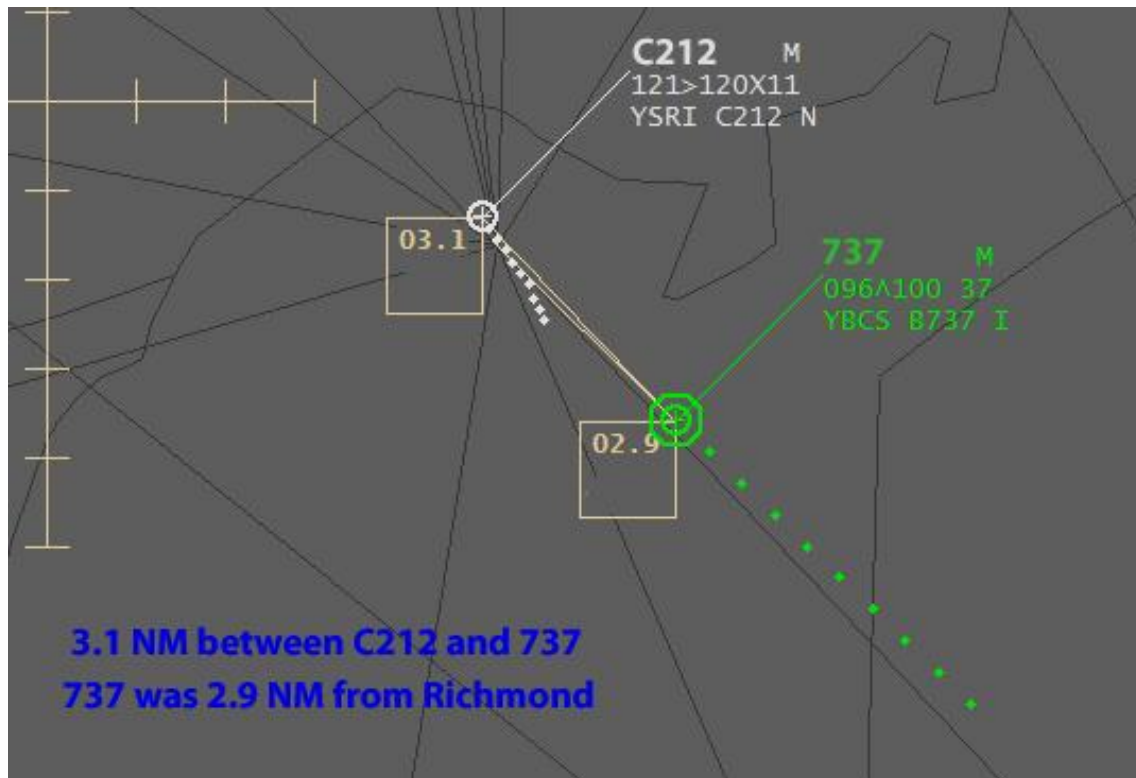 C212 M
121>120X11
YSRI C212 N
03.1
737 M
096^100 37
YBCS B737 I
02.9
3.1 NM between C212 and 737
737 was 2.9 NM from Richmond